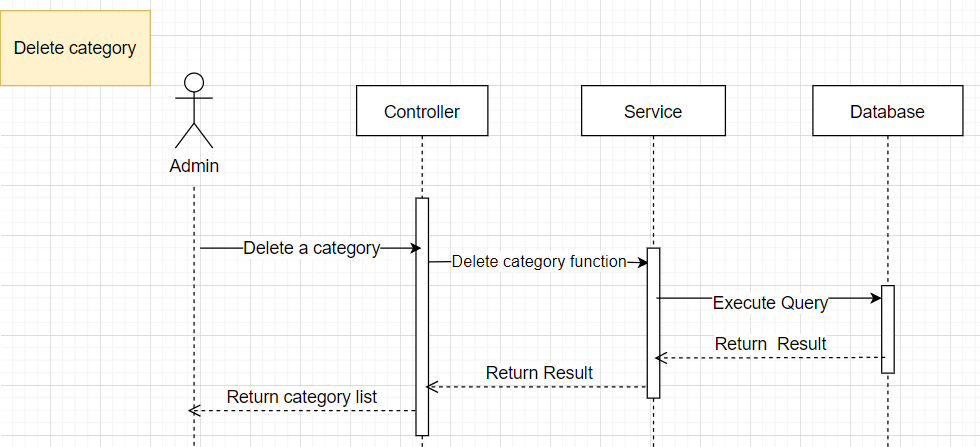 Delete category
Controller
Service
Database
Admin
Delete a category
Delete category function
Execute Query
Return Result
Return Result
Return category list